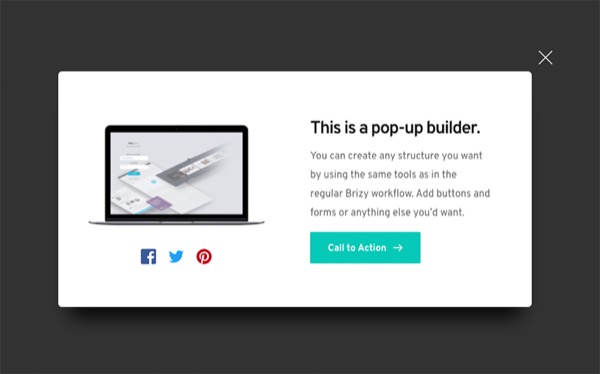 This is a pop-up builder.
You can create any structure you want
by using the same tools as in the
regular Brizy workflow. Add buttons and
forms or anything else you'd want.
Call to Action